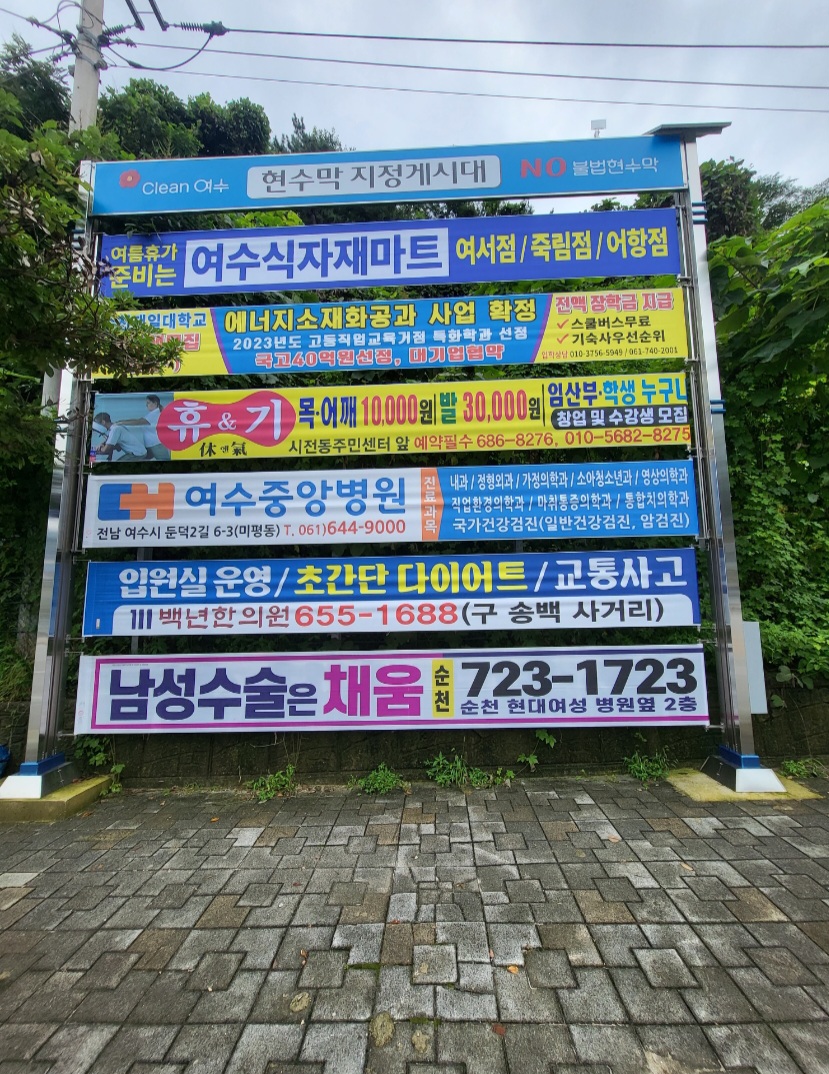 Clean 여수 현수막 지정게시대 NO 불법현수막
여름휴가
준비는
여수식자재마트 여서점/죽림점/어항점
에너지소재화공과 사업 확정
2023년도 고등직업교육거점 특화학과 선정
국고40억원선정, 대기업협약
전액 장학금 지급
스쿨버스무료
기숙사우선순위
입학상담 010-3756-5949 / 061-740-2001
휴&기
休 앤 氣
목·어깨 10,000원 발 30,000원
임산부·학생 누구나
창업 및 수강생 모집
시전동주민센터 앞 예약필수 686-8276, 010-5682-8275
CH 여수중앙병원
전남 여수시 둔덕2길 6-3(미평동) T. 061)644-9000
진료과목
내과 / 정형외과 / 가정의학과 / 소아청소년과 / 영상의학과
직업환경의학과 / 마취통증의학과 / 통합치의학과
국가건강검진(일반건강검진, 암검진)
입원실 운영/초간단 다이어트/교통사고
백년한의원 655-1688(구 송백 사거리)
남성수술은 채움 순천 723-1723
순천 현대여성 병원옆 2층